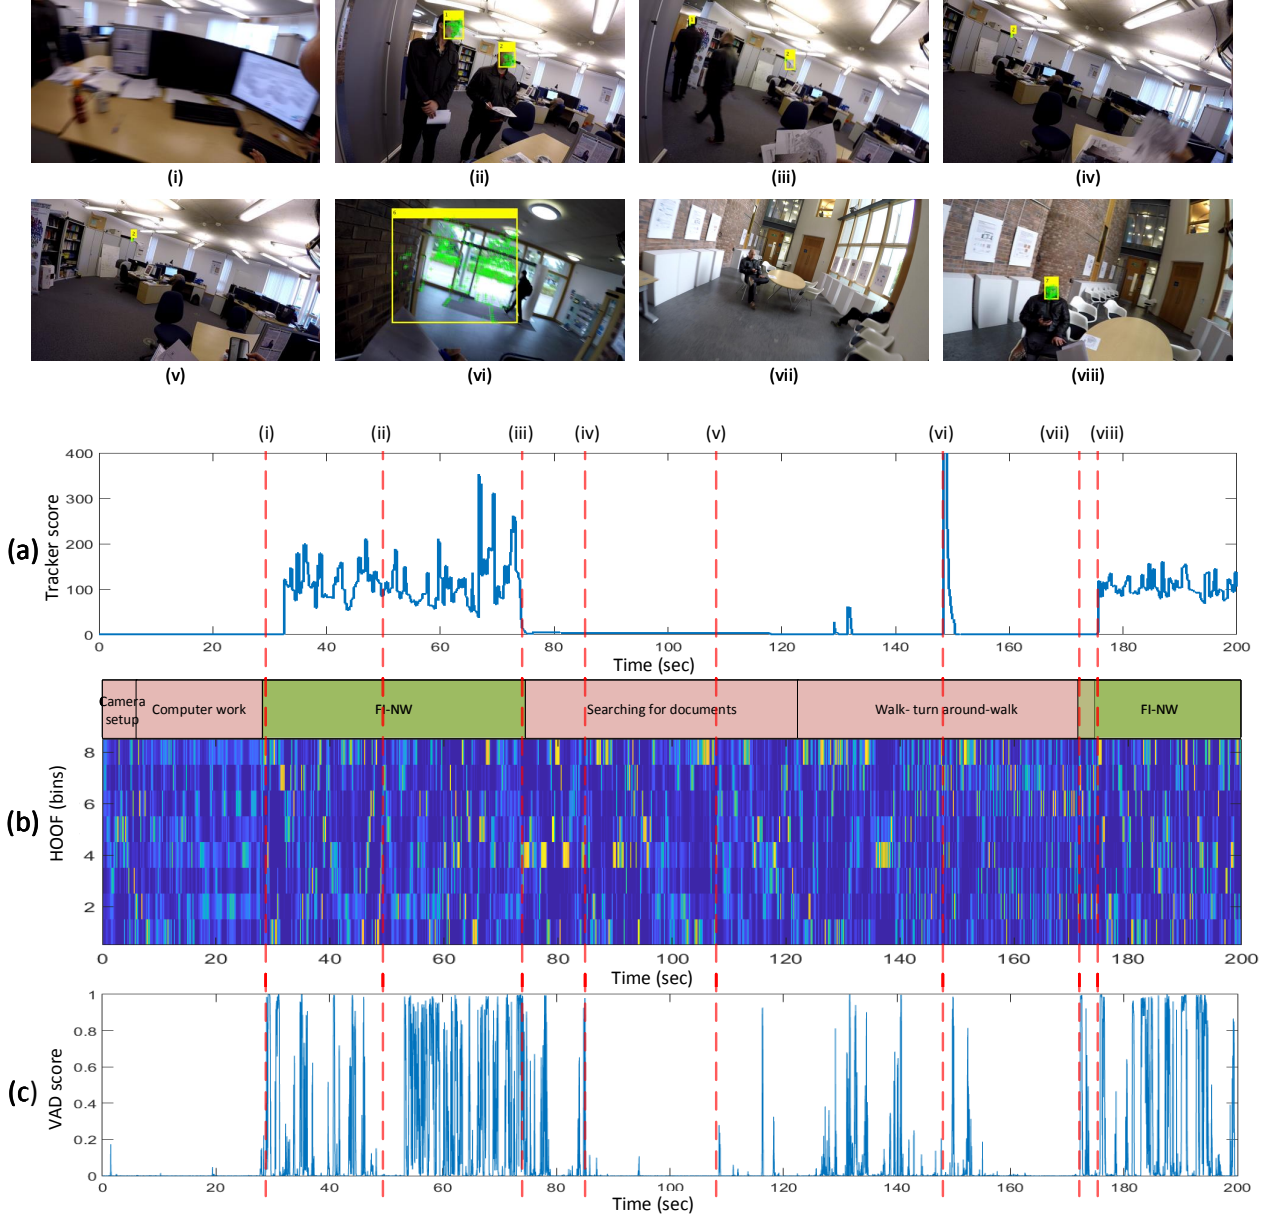 (i) (ii) (iii) (iv)
(v) (vi) (vii) (viii)
(i) (ii) (iii) (iv) (v) (vi) (vii) (viii)
(a)
Tracker score
400
300
200
100
0
0 20 40 60 80 100 120 140 160 180 200
Time (sec)
Camera setup
Computer work
FI-NW
Searching for documents
Walk- turn around-walk
FI-NW
(b)
HOOF (bins)
8
6
4
2
0 20 40 60 80 100 120 140 160 180 200
Time (sec)
(c)
VAD score
1
0.8
0.6
0.4
0.2
0
0 20 40 60 80 100 120 140 160 180 200
Time (sec)